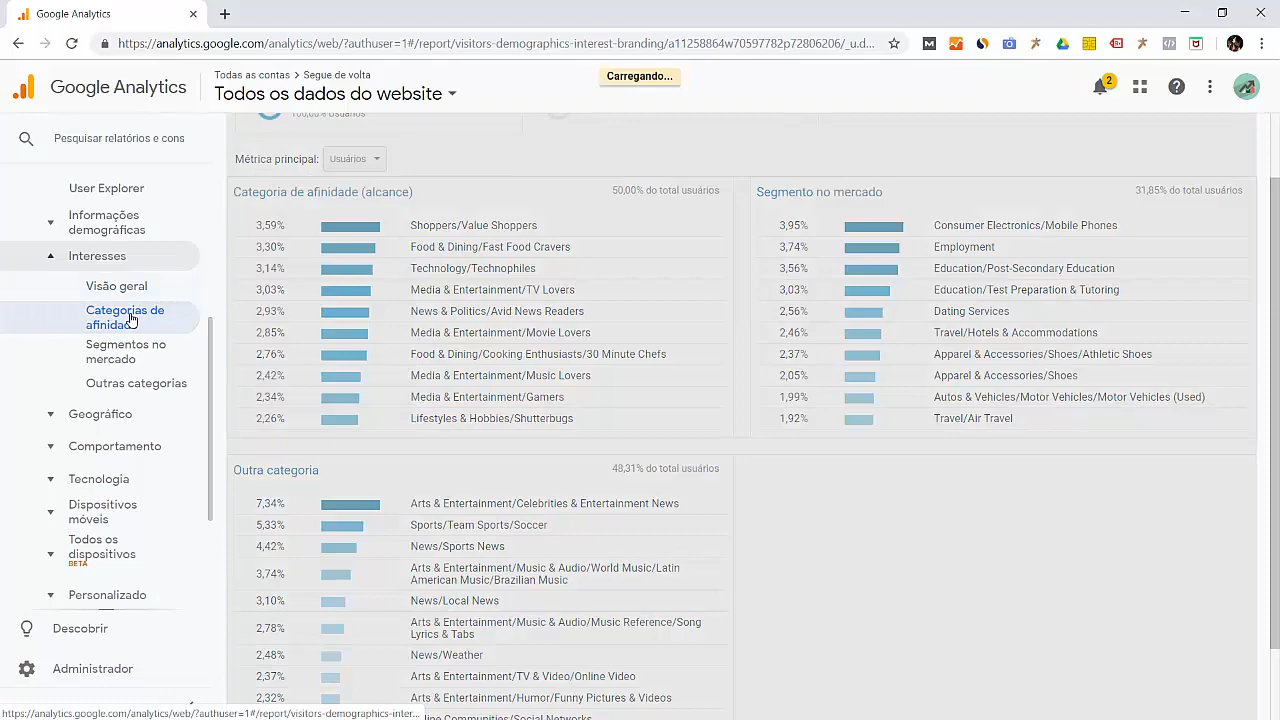 Google Analytics
https://analytics.google.com/analytics/web/?authuser=1#/report/visitors-demographics-interest-branding/a11258864w70597782p73206206/_u.d...
Google Analytics
Todas as contas > Segue de volta
Todos os dados do website
Carregando...
2
Pesquisar relatórios e cons
User Explorer
Informações
demográficas
Interesses
Visão geral
Categorias de
afinidad
Segmentos no
mercado
Outras categorias
Geográfico
Comportamento
Tecnologia
Dispositivos
móveis
Todos os
dispositivos
BETA
Personalizado
Descobrir
Administrador
100,00% Usuários
Métrica principal: Usuários
Categoria de afinidade (alcance) 50,00% do total usuários
3,59% Shoppers/Value Shoppers
3,30% Food & Dining/Fast Food Cravers
3,14% Technology/Technophiles
3,03% Media & Entertainment/TV Lovers
2,93% News & Politics/Avid News Readers
2,85% Media & Entertainment/Movie Lovers
2,76% Food & Dining/Cooking Enthusiasts/30 Minute Chefs
2,42% Media & Entertainment/Music Lovers
2,34% Media & Entertainment/Gamers
2,26% Lifestyles & Hobbies/Shutterbugs
Segmento no mercado 31,85% do total usuários
3,95% Consumer Electronics/Mobile Phones
3,74% Employment
3,56% Education/Post-Secondary Education
3,03% Education/Test Preparation & Tutoring
2,56% Dating Services
2,46% Travel/Hotels & Accommodations
2,37% Apparel & Accessories/Shoes/Athletic Shoes
2,05% Apparel & Accessories/Shoes
1,99% Autos & Vehicles/Motor Vehicles/Motor Vehicles (Used)
1,92% Travel/Air Travel
Outra categoria 48,31% do total usuários
7,34% Arts & Entertainment/Celebrities & Entertainment News
5,33% Sports/Team Sports/Soccer
4,42% News/Sports News
3,74% Arts & Entertainment/Music & Audio/World Music/Latin
American Music/Brazilian Music
3,10% News/Local News
2,78% Arts & Entertainment/Music & Audio/Music Reference/Song
Lyrics & Tabs
2,48% News/Weather
2,37% Arts & Entertainment/TV & Video/Online Video
2,32% Arts & Entertainment/Humor/Funny Pictures & Videos
Communities/Social Networks
https://analytics.google.com/analytics/web/?authuser=1#/report/visitors-demographics-inter...